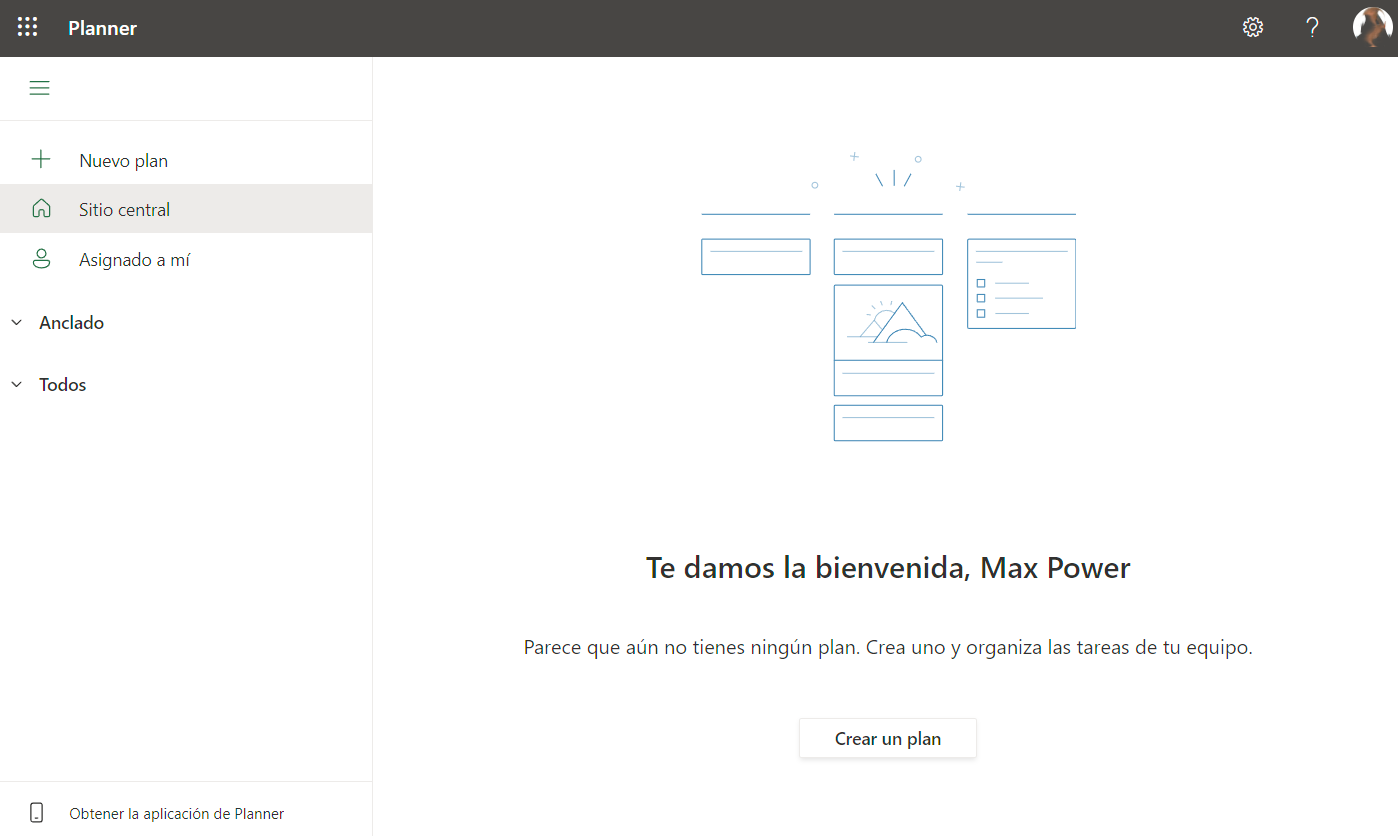 Planner
Nuevo plan
Sitio central
Asignado a mí
Anclado
Todos
Te damos la bienvenida, Max Power
Parece que aún no tienes ningún plan. Crea uno y organiza las tareas de tu equipo.
Crear un plan
Obtener la aplicación de Planner